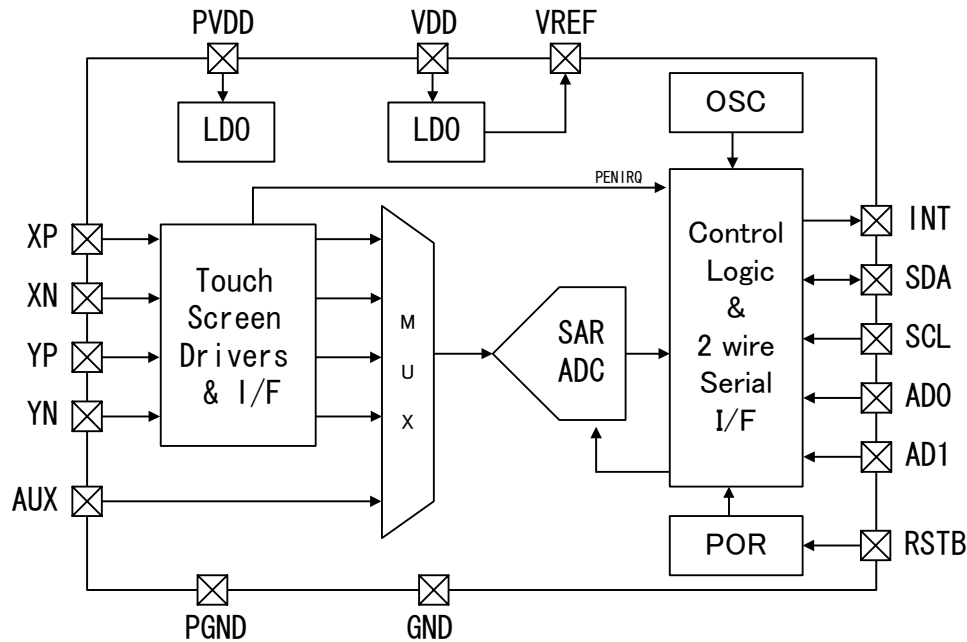 PVDD
VDD
VREF
LDO
LDO
OSC
PENIRQ
XP
XN
YP
YN
AUX
Touch
Screen
Drivers
& I/F
M
U
X
SAR
ADC
Control
Logic
&
2 wire
Serial
I/F
INT
SDA
SCL
AD0
AD1
POR
RSTB
PGND
GND